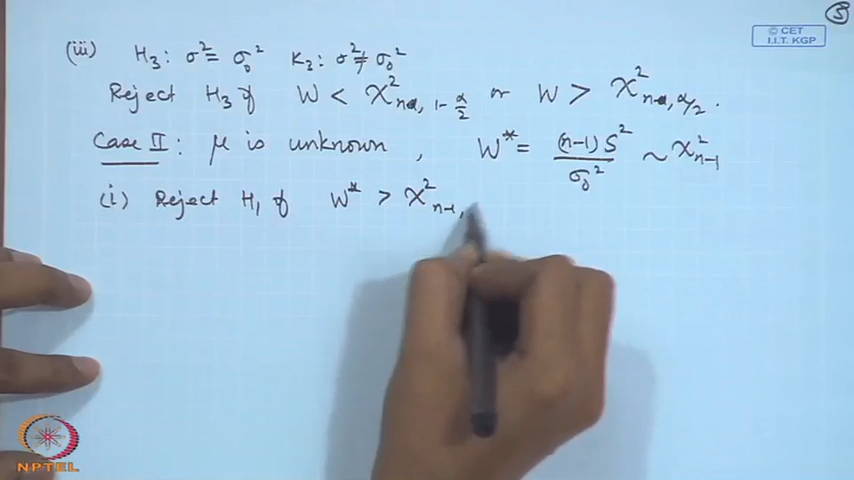 5
© CET
I.I.T. KGP
(iii) H₃: σ² = σ₀² K₃: σ² ≠ σ₀²
Reject H₃ if W < χ²ₙ, 1-α/2 or W > χ²ₙ, α/2 .
Case II : μ is unknown , W* = (n-1) S² / σ₀² ~ χ²ₙ₋₁
(i) Reject H₁ if W* > χ²ₙ₋₁,
NPTEL